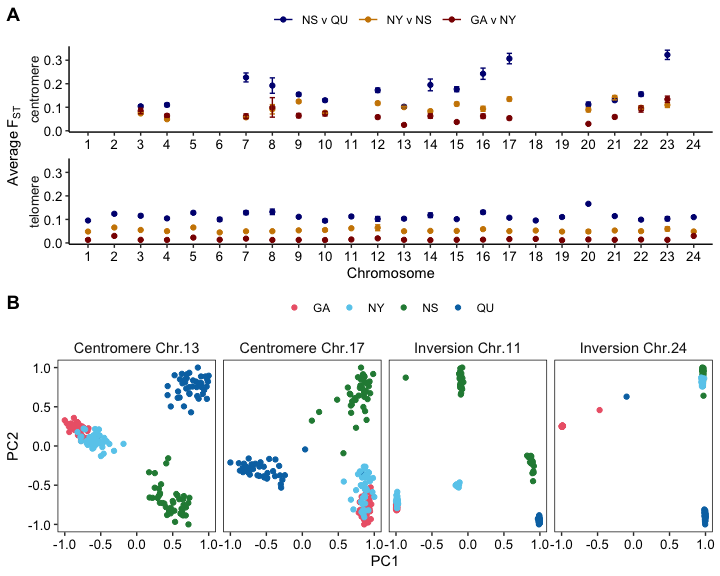 A
NS v QU NY v NS GA v NY
Average FST
centromere
0.3
0.2
0.1
0.0
1 2 3 4 5 6 7 8 9 10 11 12 13 14 15 16 17 18 19 20 21 22 23 24
telomere
0.3
0.2
0.1
0.0
1 2 3 4 5 6 7 8 9 10 11 12 13 14 15 16 17 18 19 20 21 22 23 24
Chromosome
B
GA NY NS QU
Centromere Chr.13 Centromere Chr.17 Inversion Chr.11 Inversion Chr.24
PC2
1.0
0.5
0.0
-0.5
-1.0
-1.0 -0.5 0.0 0.5 1.0 -1.0 -0.5 0.0 0.5 1.0 -1.0 -0.5 0.0 0.5 1.0 -1.0 -0.5 0.0 0.5 1.0
PC1